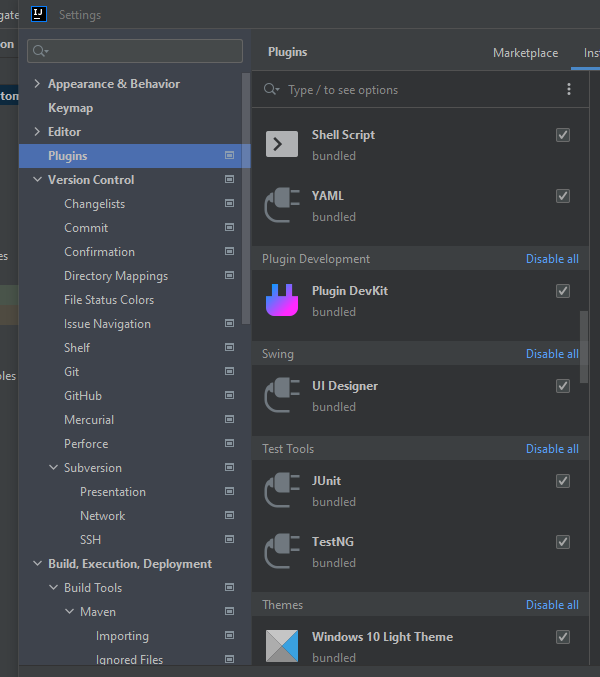 gate
IJ
Settings
on
tom
es
oles
Appearance & Behavior
Keymap
Editor
Plugins
Version Control
Changelists
Commit
Confirmation
Directory Mappings
File Status Colors
Issue Navigation
Shelf
Git
GitHub
Mercurial
Perforce
Subversion
Presentation
Network
SSH
Build, Execution, Deployment
Build Tools
Maven
Importing
Ignored Files
Plugins
Marketplace
Ins
Type / to see options
Shell Script
bundled
YAML
bundled
Plugin Development Disable all
Plugin DevKit
bundled
Swing Disable all
UI Designer
bundled
Test Tools Disable all
JUnit
bundled
TestNG
bundled
Themes Disable all
Windows 10 Light Theme
bundled